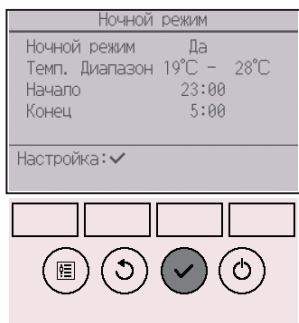 Ночной режим
Ночной режим Да
Темп. Диапазон 19°C - 28°C
Начало 23:00
Конец 5:00
Настройка:✓